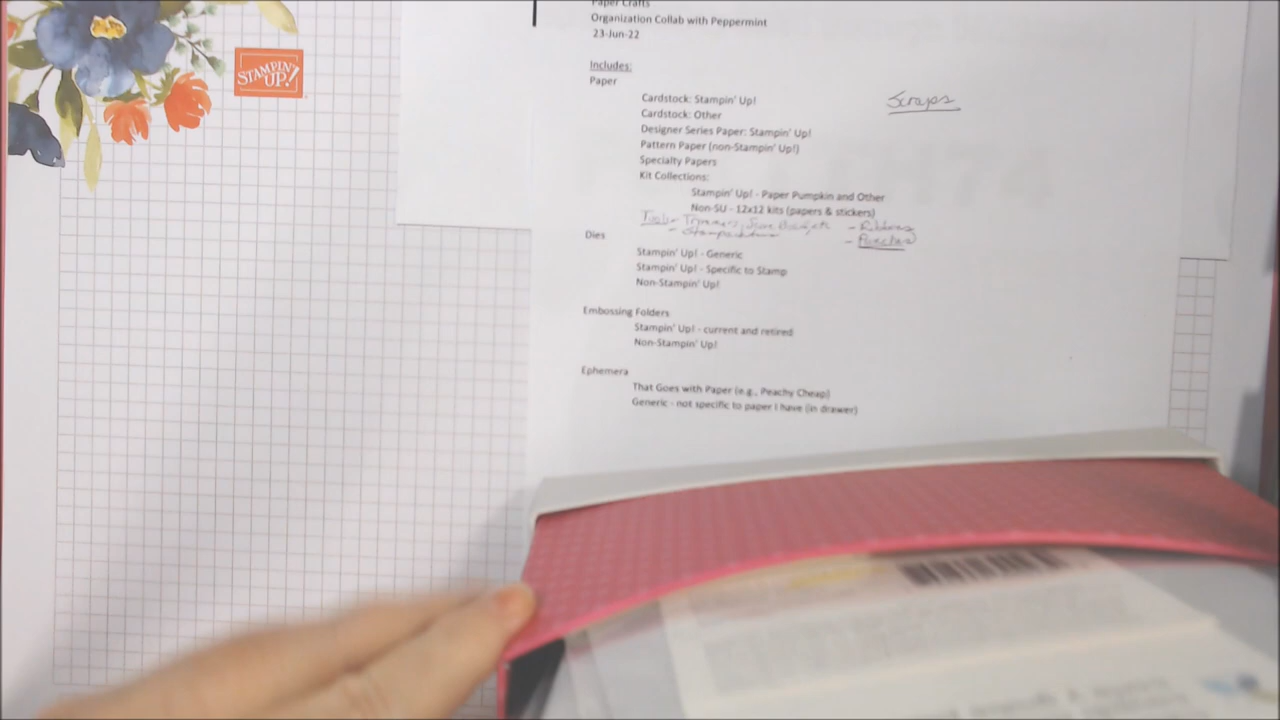 STAMPIN' UP!
Paper Crafts
Organization Collab with Peppermint
23-Jun-22
Includes:
Paper
Cardstock: Stampin' Up!
Scraps
Cardstock: Other
Designer Series Paper: Stampin' Up!
Pattern Paper (non-Stampin' Up!)
Specialty Papers
Kit Collections:
Stampin' Up! - Paper Pumpkin and Other
Non-SU - 12x12 kits (papers & stickers)
Tools - Trimmers, Score Boards - Ribbons
- Punches
Dies
Stampin' Up! - Generic
Stampin' Up! - Specific to Stamp
Non-Stampin' Up!
Embossing Folders
Stampin' Up! - current and retired
Non-Stampin' Up!
Ephemera
That Goes with Paper (e.g., Peachy Cheap)
Generic - not specific to paper I have (in drawer)